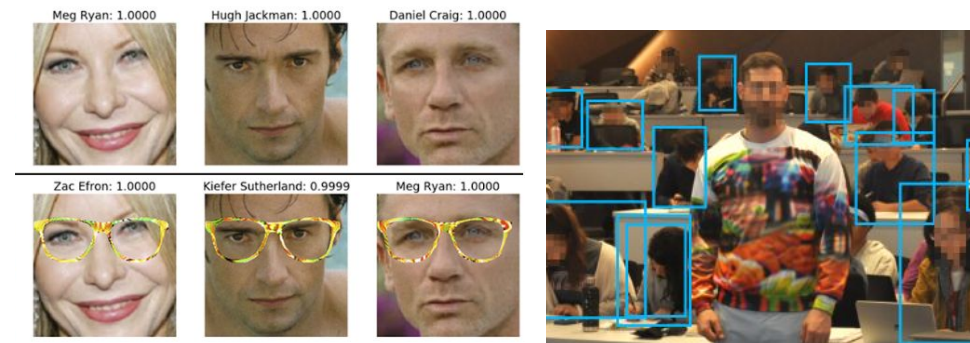 Meg Ryan: 1.0000 Hugh Jackman: 1.0000 Daniel Craig: 1.0000
Zac Efron: 1.0000 Kiefer Sutherland: 0.9999 Meg Ryan: 1.0000